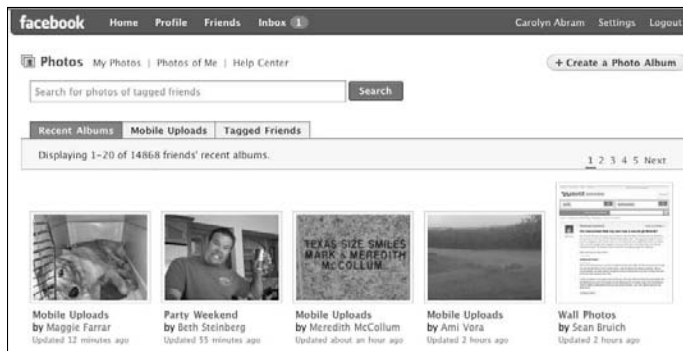 facebook Home Profile Friends Inbox 1 Carolyn Abram Settings Logout
Photos My Photos | Photos of Me | Help Center + Create a Photo Album
Search for photos of tagged friends Search
Recent Albums Mobile Uploads Tagged Friends
Displaying 1–20 of 14868 friends' recent albums. 1 2 3 4 5 Next
TEXAS SIZE SMILES
MARK & MEREDITH
MCCOLLUM
Mobile Uploads
by Maggie Farrar
Updated 12 minutes ago
Party Weekend
by Beth Steinberg
Updated 55 minutes ago
Mobile Uploads
by Meredith McCollum
Updated about an hour ago
Mobile Uploads
by Ami Vora
Updated 2 hours ago
Wall Photos
by Sean Bruich
Updated 2 hours ago